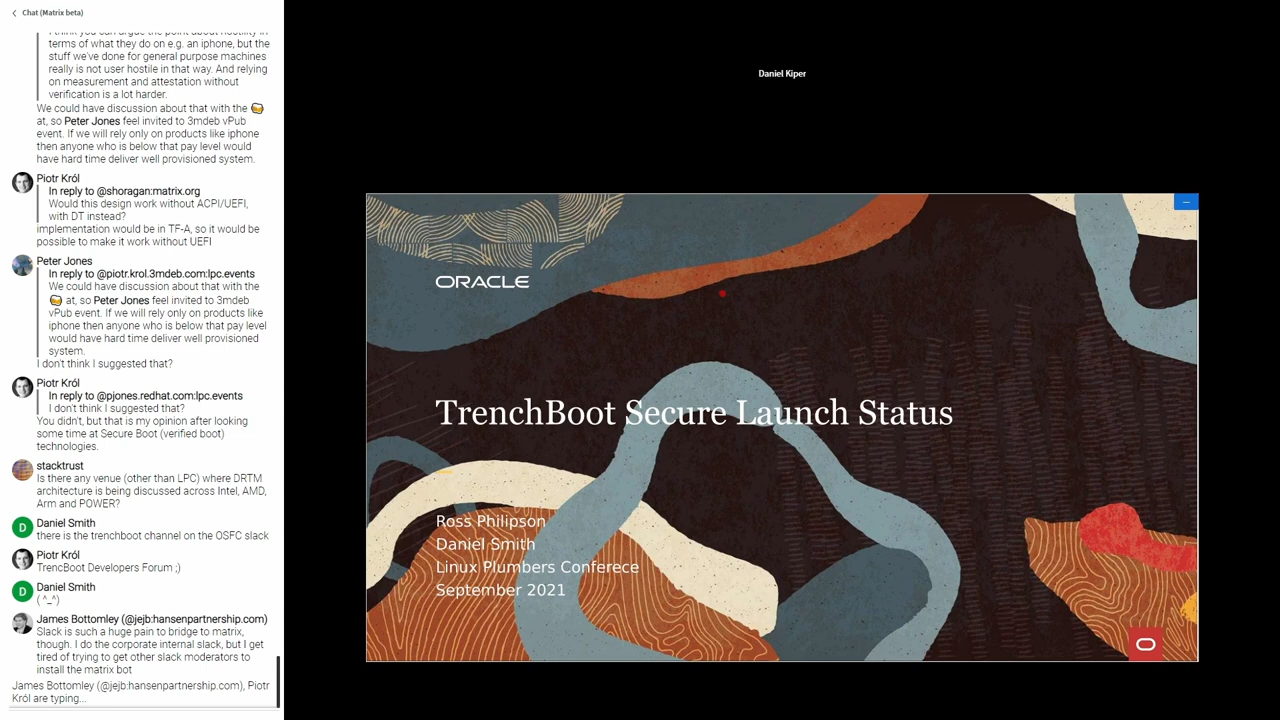 Chat (Matrix beta)
I think you can argue the point about hostility in
terms of what they do on e.g. an iphone, but the
stuff we've done for general purpose machines
really is not user hostile in that way. And relying
on measurement and attestation without
verification is a lot harder.
We could have discussion about that with the 🍻
at, so Peter Jones feel invited to 3mdeb vPub
event. If we will rely only on products like iphone
then anyone who is below that pay level would
have hard time deliver well provisioned system.
Piotr Król
In reply to @shoragan:matrix.org
Would this design work without ACPI/UEFI,
with DT instead?
implementation would be in TF-A, so it would be
possible to make it work without UEFI
Peter Jones
In reply to @piotr.krol.3mdeb.com:lpc.events
We could have discussion about that with the
🍻 at, so Peter Jones feel invited to 3mdeb
vPub event. If we will rely only on products like
iphone then anyone who is below that pay level
would have hard time deliver well provisioned
system.
I don't think I suggested that?
Piotr Król
In reply to @pjones.redhat.com:lpc.events
I don't think I suggested that?
You didn't, but that is my opinion after looking
some time at Secure Boot (verified boot)
technologies.
stacktrust
Is there any venue (other than LPC) where DRTM
architecture is being discussed across Intel, AMD,
Arm and POWER?
D
Daniel Smith
there is the trenchboot channel on the OSFC slack
Piotr Król
TrencBoot Developers Forum ;)
D
Daniel Smith
( ^_^)
James Bottomley (@jejb:hansenpartnership.com)
Slack is such a huge pain to bridge to matrix,
though. I do the corporate internal slack, but I get
tired of trying to get other slack moderators to
install the matrix bot
James Bottomley (@jejb:hansenpartnership.com), Piotr
Król are typing...
Daniel Kiper
ORACLE
TrenchBoot Secure Launch Status
Ross Philipson
Daniel Smith
Linux Plumbers Conferece
September 2021